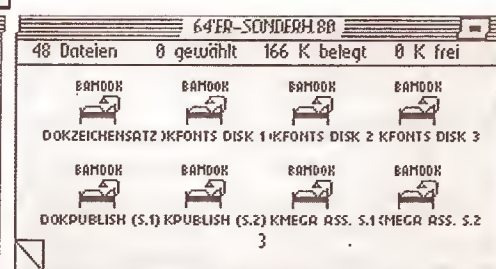 64'ER-SONDERH.80
48 Dateien 0 gewählt 166 K belegt 0 K frei
BAMDOK BAMDOK BAMDOK BAMDOK
DOKZEICHENSATZ KFONTS DISK 1 KFONTS DISK 2 KFONTS DISK 3
BAMDOK BAMDOK BAMDOK BAMDOK
DOKPUBLISH (S.1) KPUBLISH (S.2) KMEGA ASS. S.1 KMEGA ASS. S.2
3